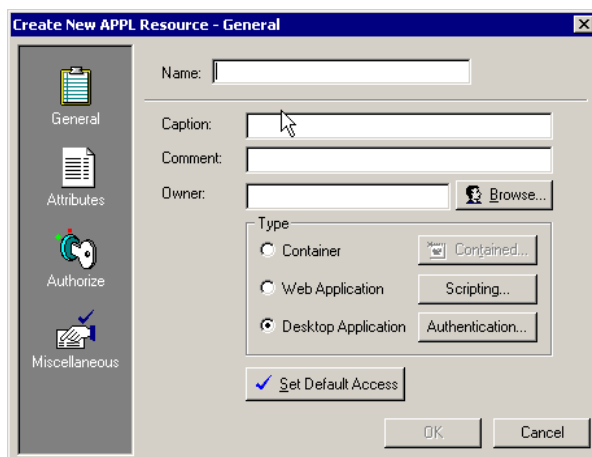 Create New APPL Resource - General
General
Attributes
Authorize
Miscellaneous
Name:
Caption:
Comment:
Owner:
Browse...
Type
Container
Contained...
Web Application
Scripting...
Desktop Application
Authentication...
Set Default Access
OK
Cancel